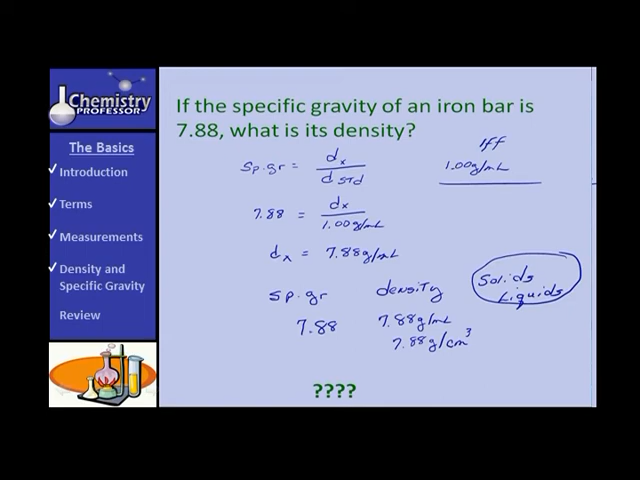 Chemistry
PROFESSOR
The Basics
Introduction
Terms
Measurements
Density and
Specific Gravity
Review
If the specific gravity of an iron bar is
7.88, what is its density?
sp.gr = dx / dSTd
iff
1.00g/mL
7.88 = dx / 1.00g/mL
dx = 7.88g/mL
sp.gr density
7.88 7.88g/mL
7.88g/cm³
Solids
Liquids
????